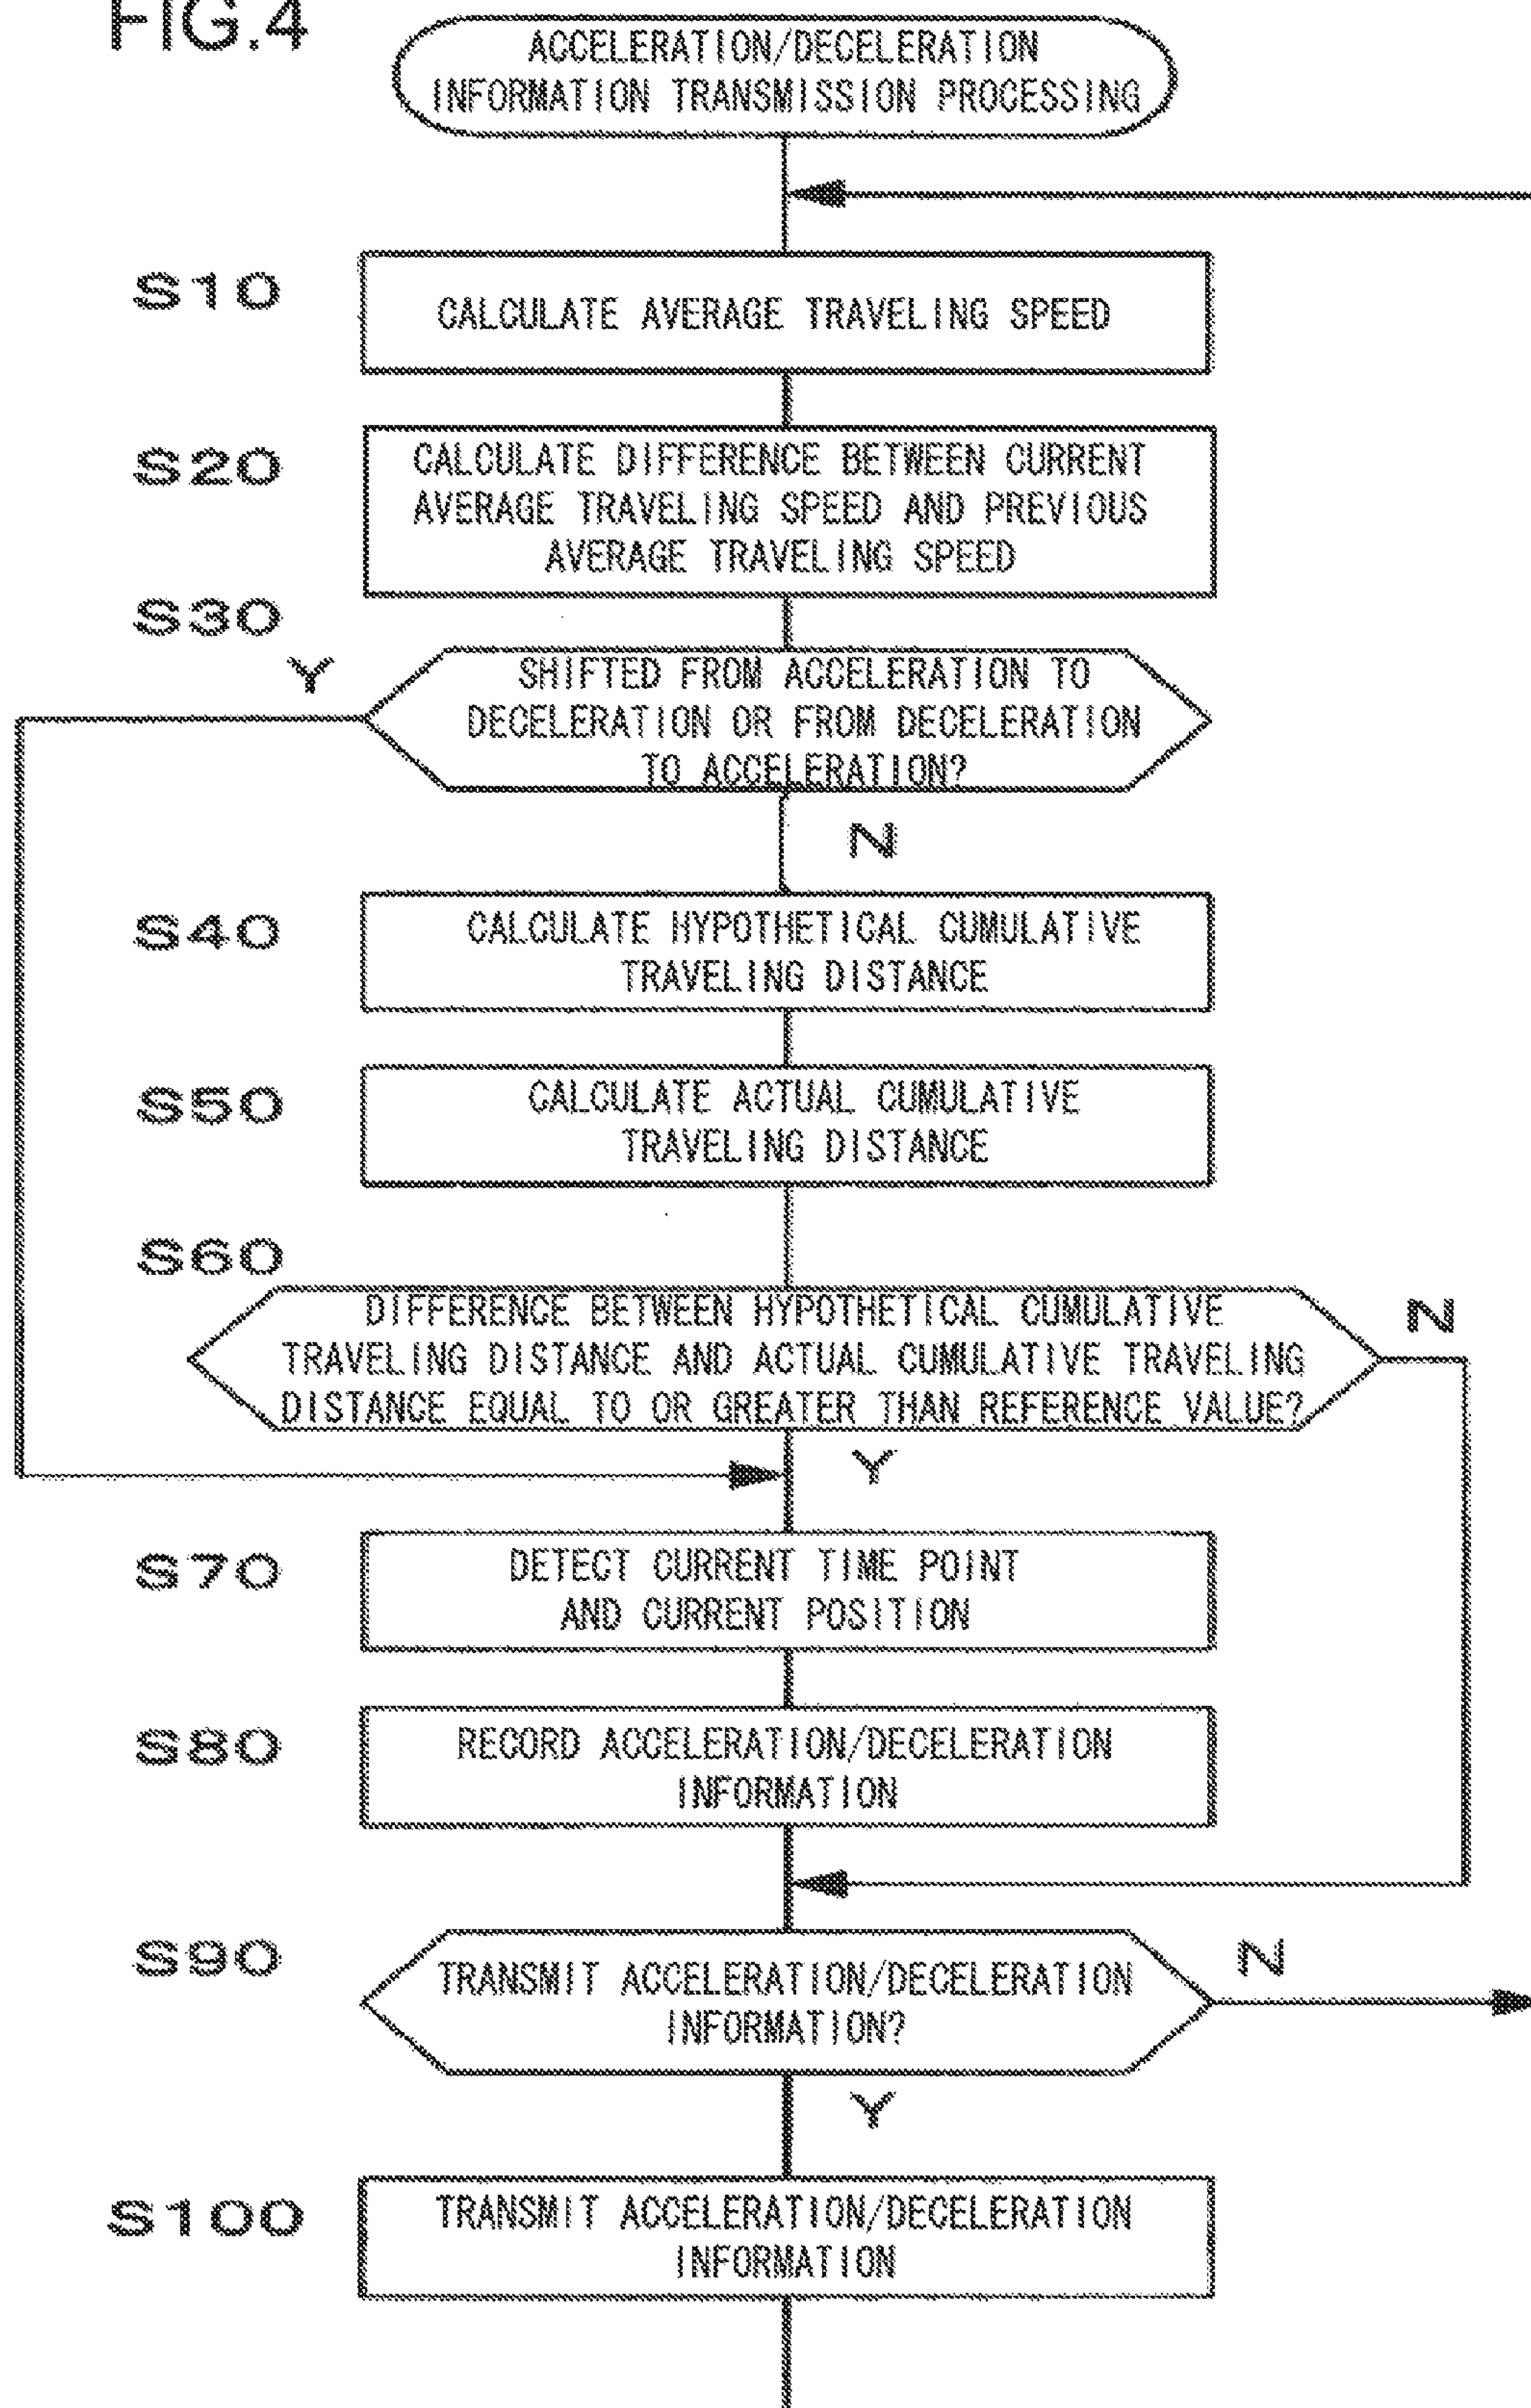 FIG.4
ACCELERATION/DECELERATION
INFORMATION TRANSMISSION PROCESSING
S10
CALCULATE AVERAGE TRAVELING SPEED
S20
CALCULATE DIFFERENCE BETWEEN CURRENT
AVERAGE TRAVELING SPEED AND PREVIOUS
AVERAGE TRAVELING SPEED
S30
Y
SHIFTED FROM ACCELERATION TO
DECELERATION OR FROM DECELERATION
TO ACCELERATION?
N
S40
CALCULATE HYPOTHETICAL CUMULATIVE
TRAVELING DISTANCE
S50
CALCULATE ACTUAL CUMULATIVE
TRAVELING DISTANCE
S60
DIFFERENCE BETWEEN HYPOTHETICAL CUMULATIVE
TRAVELING DISTANCE AND ACTUAL CUMULATIVE TRAVELING
DISTANCE EQUAL TO OR GREATER THAN REFERENCE VALUE?
N
Y
S70
DETECT CURRENT TIME POINT
AND CURRENT POSITION
S80
RECORD ACCELERATION/DECELERATION
INFORMATION
S90
TRANSMIT ACCELERATION/DECELERATION
INFORMATION?
N
Y
S100
TRANSMIT ACCELERATION/DECELERATION
INFORMATION